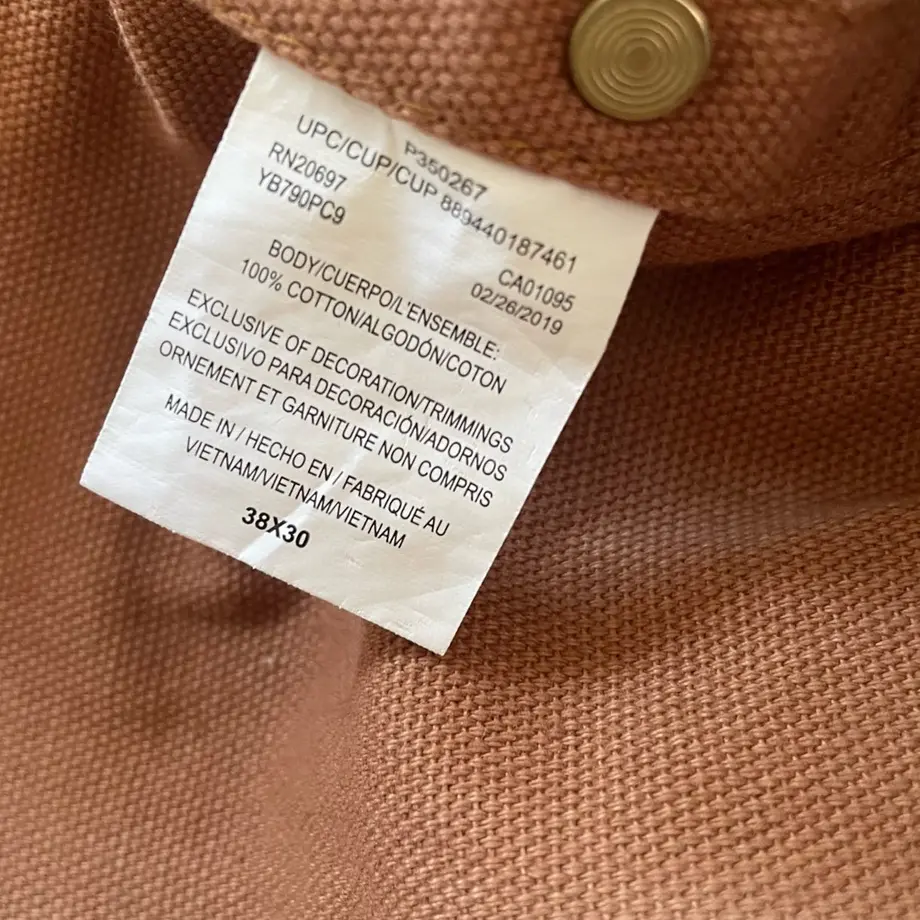 P350267
UPC/CUP/CUP 889440187461
RN20697
CA01095
YB790PC9
02/26/2019
BODY/CUERPO/L'ENSEMBLE:
100% COTTON/ALGODÓN/COTON
EXCLUSIVE OF DECORATION/TRIMMINGS
EXCLUSIVO PARA DECORACIÓN/ADORNOS
ORNEMENT ET GARNITURE NON COMPRIS
MADE IN / HECHO EN / FABRIQUÉ AU
VIETNAM/VIETNAM/VIETNAM
38X30